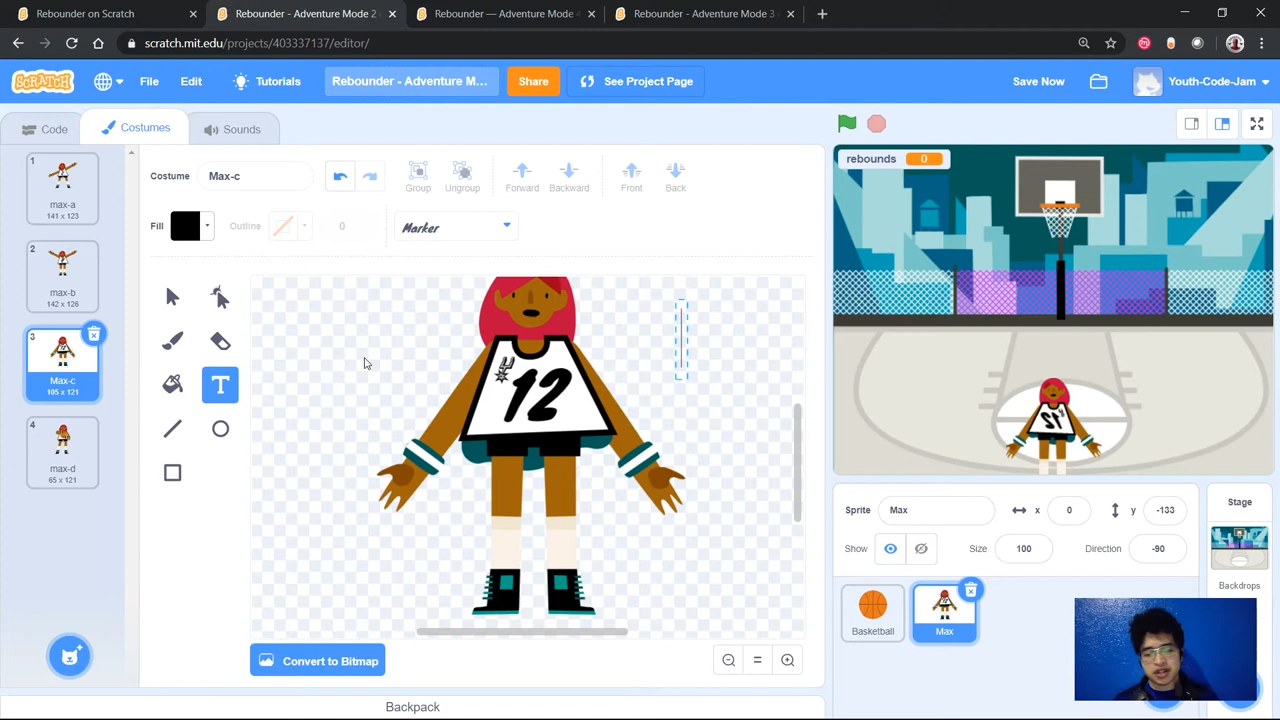 Rebounder on Scratch
Rebounder - Adventure Mode 2
Rebounder — Adventure Mode
Rebounder - Adventure Mode 3
scratch.mit.edu/projects/403337137/editor/
SCRATCH File Edit Tutorials Rebounder - Adventure M... Share See Project Page Save Now Youth-Code-Jam
Code Costumes Sounds
Costume Max-c Group Ungroup Forward Backward Front Back
Fill Outline 0 Marker
1
max-a
141 x 123
2
max-b
142 x 126
3
Max-c
105 x 121
4
max-d
65 x 121
T
12
Convert to Bitmap
Backpack
rebounds 0
12
Sprite Max x 0 y -133
Show Size 100 Direction -90
Basketball
Max
Stage
Backdrops